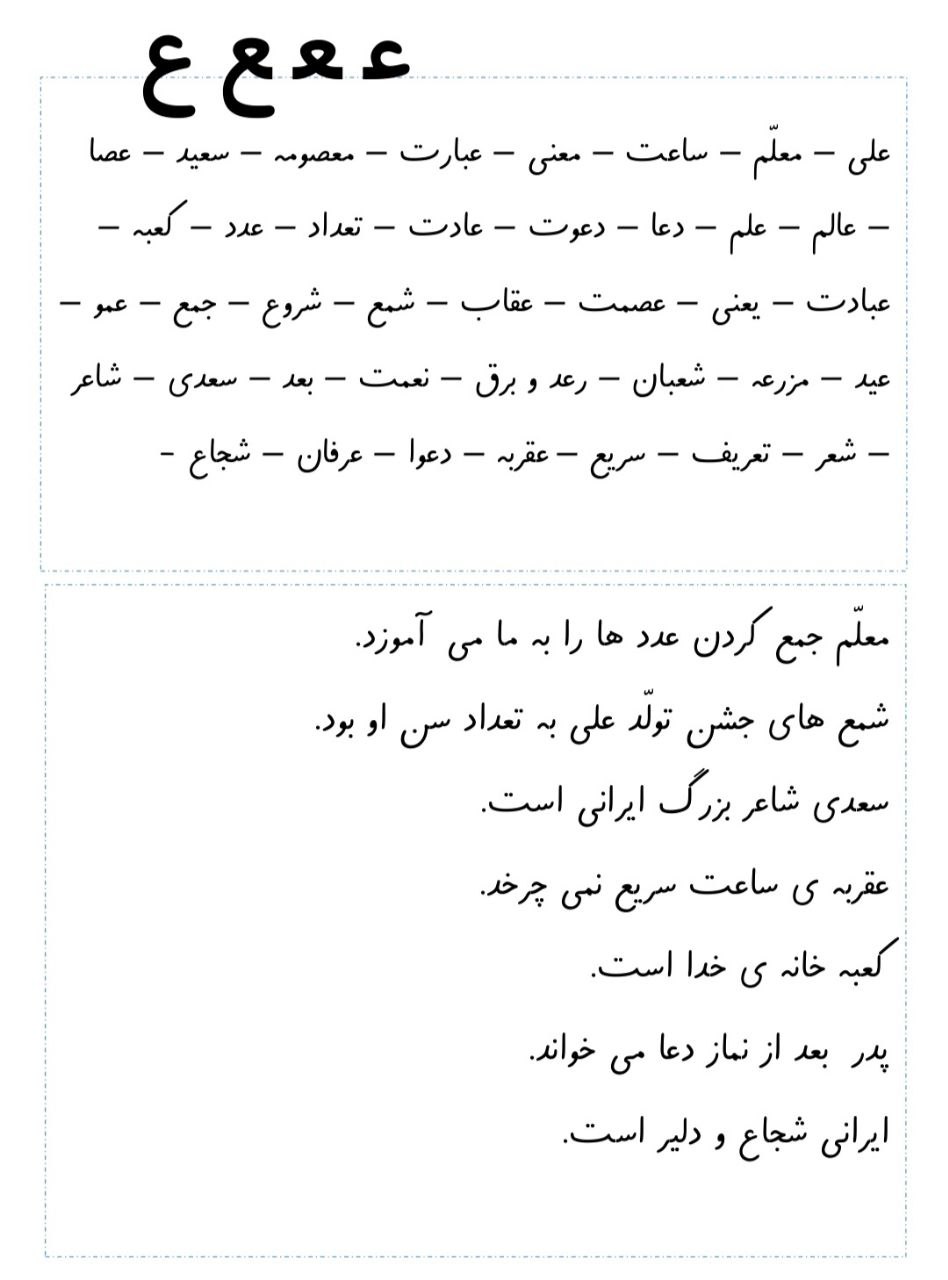 عـ ـعـ ـع ع
علی – معلّم – ساعت – معنی – عبارت – معصومه – سعید – عصا
– عالم – علم – دعا – دعوت – عادت – تعداد – عدد – کعبه –
عبادت – یعنی – عصمت – عقاب – شمع – شروع – جمع – عمو –
عید – مزرعه – شعبان – رعد و برق – نعمت – بعد – سعدی – شاعر
– شعر – تعریف – سریع – عقربه – دعوا – عرفان – شجاع -
معلّم جمع کردن عدد ها را به ما می آموزد.
شمع های جشن تولّد علی به تعداد سن او بود.
سعدی شاعر بزرگ ایرانی است.
عقربه ی ساعت سریع نمی چرخد.
کعبه خانه ی خدا است.
پدر بعد از نماز دعا می خواند.
ایرانی شجاع و دلیر است.